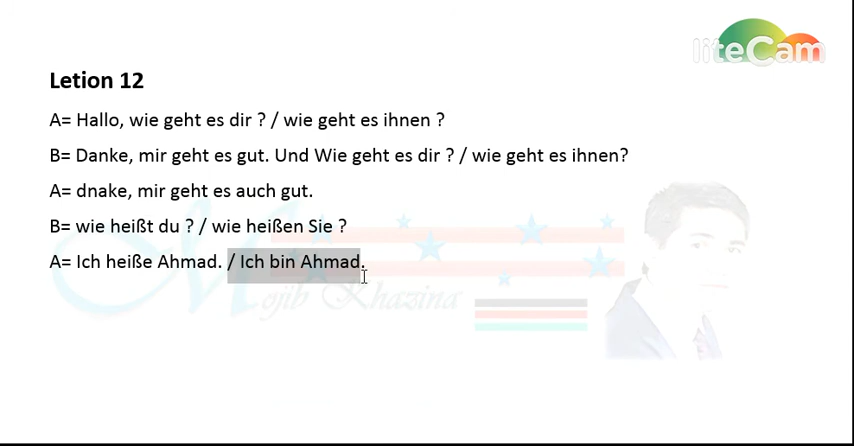 liteCam
Letion 12
A= Hallo, wie geht es dir ? / wie geht es ihnen ?
B= Danke, mir geht es gut. Und Wie geht es dir ? / wie geht es ihnen?
A= dnake, mir geht es auch gut.
B= wie heißt du ? / wie heißen Sie ?
A= Ich heiße Ahmad. / Ich bin Ahmad.
Mojib Khazina